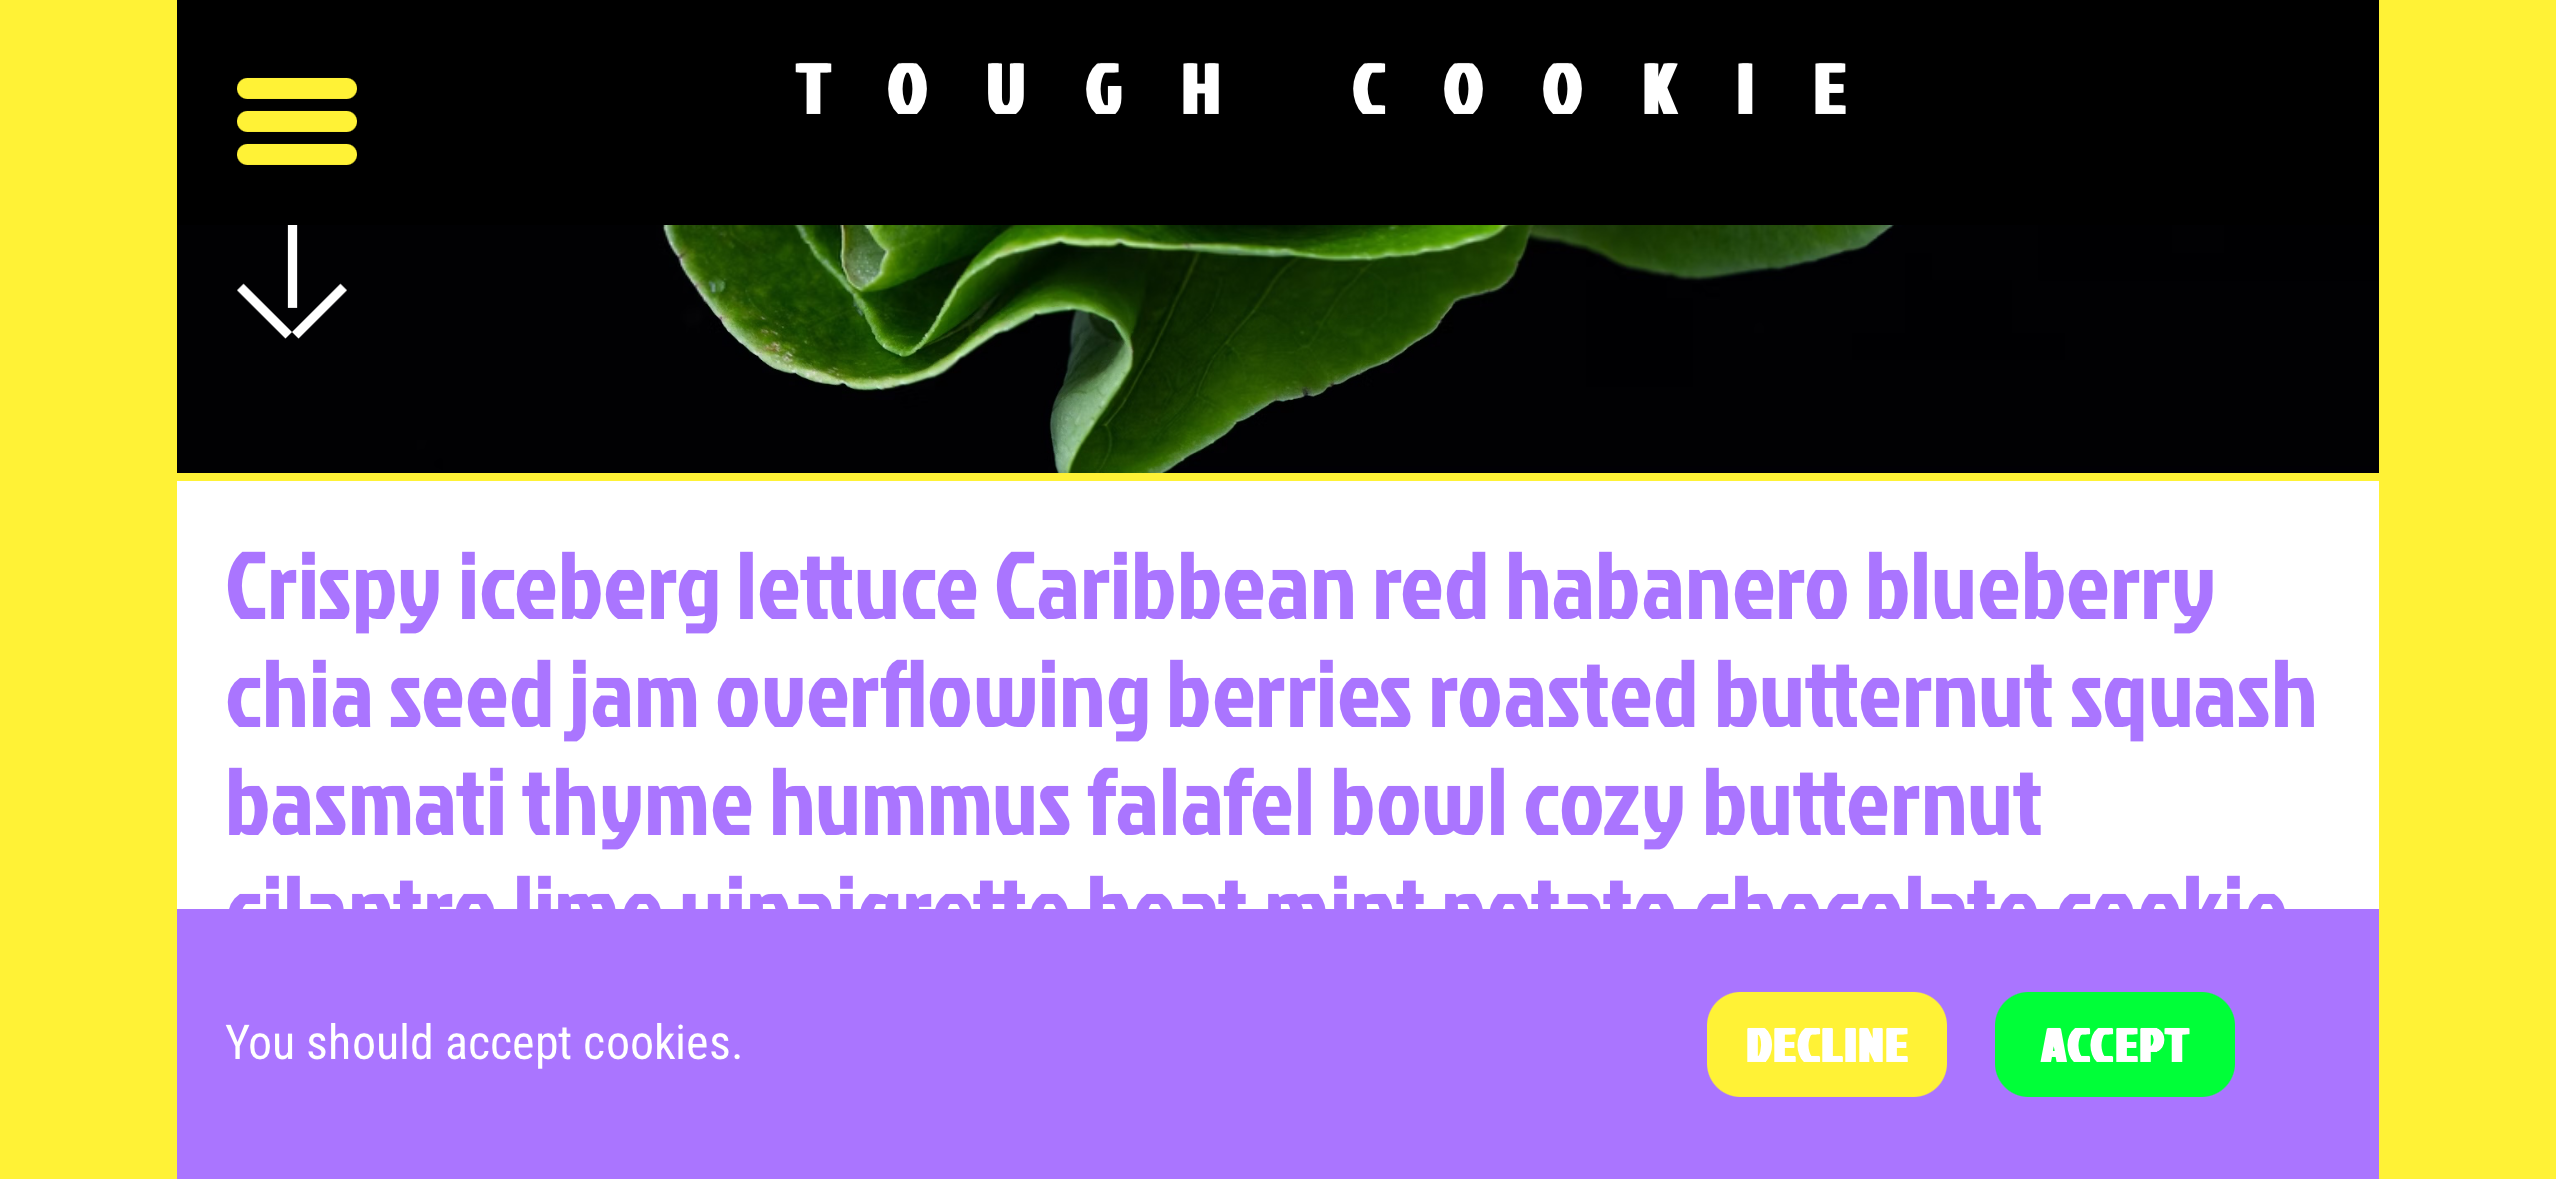 TOUGH COOKIE
Crispy iceberg lettuce Caribbean red habanero blueberry
chia seed jam overflowing berries roasted butternut squash
basmati thyme hummus falafel bowl cozy butternut
cilantro lime vinaigrette beet mint potato chocolate cookie
You should accept cookies.
DECLINE
ACCEPT